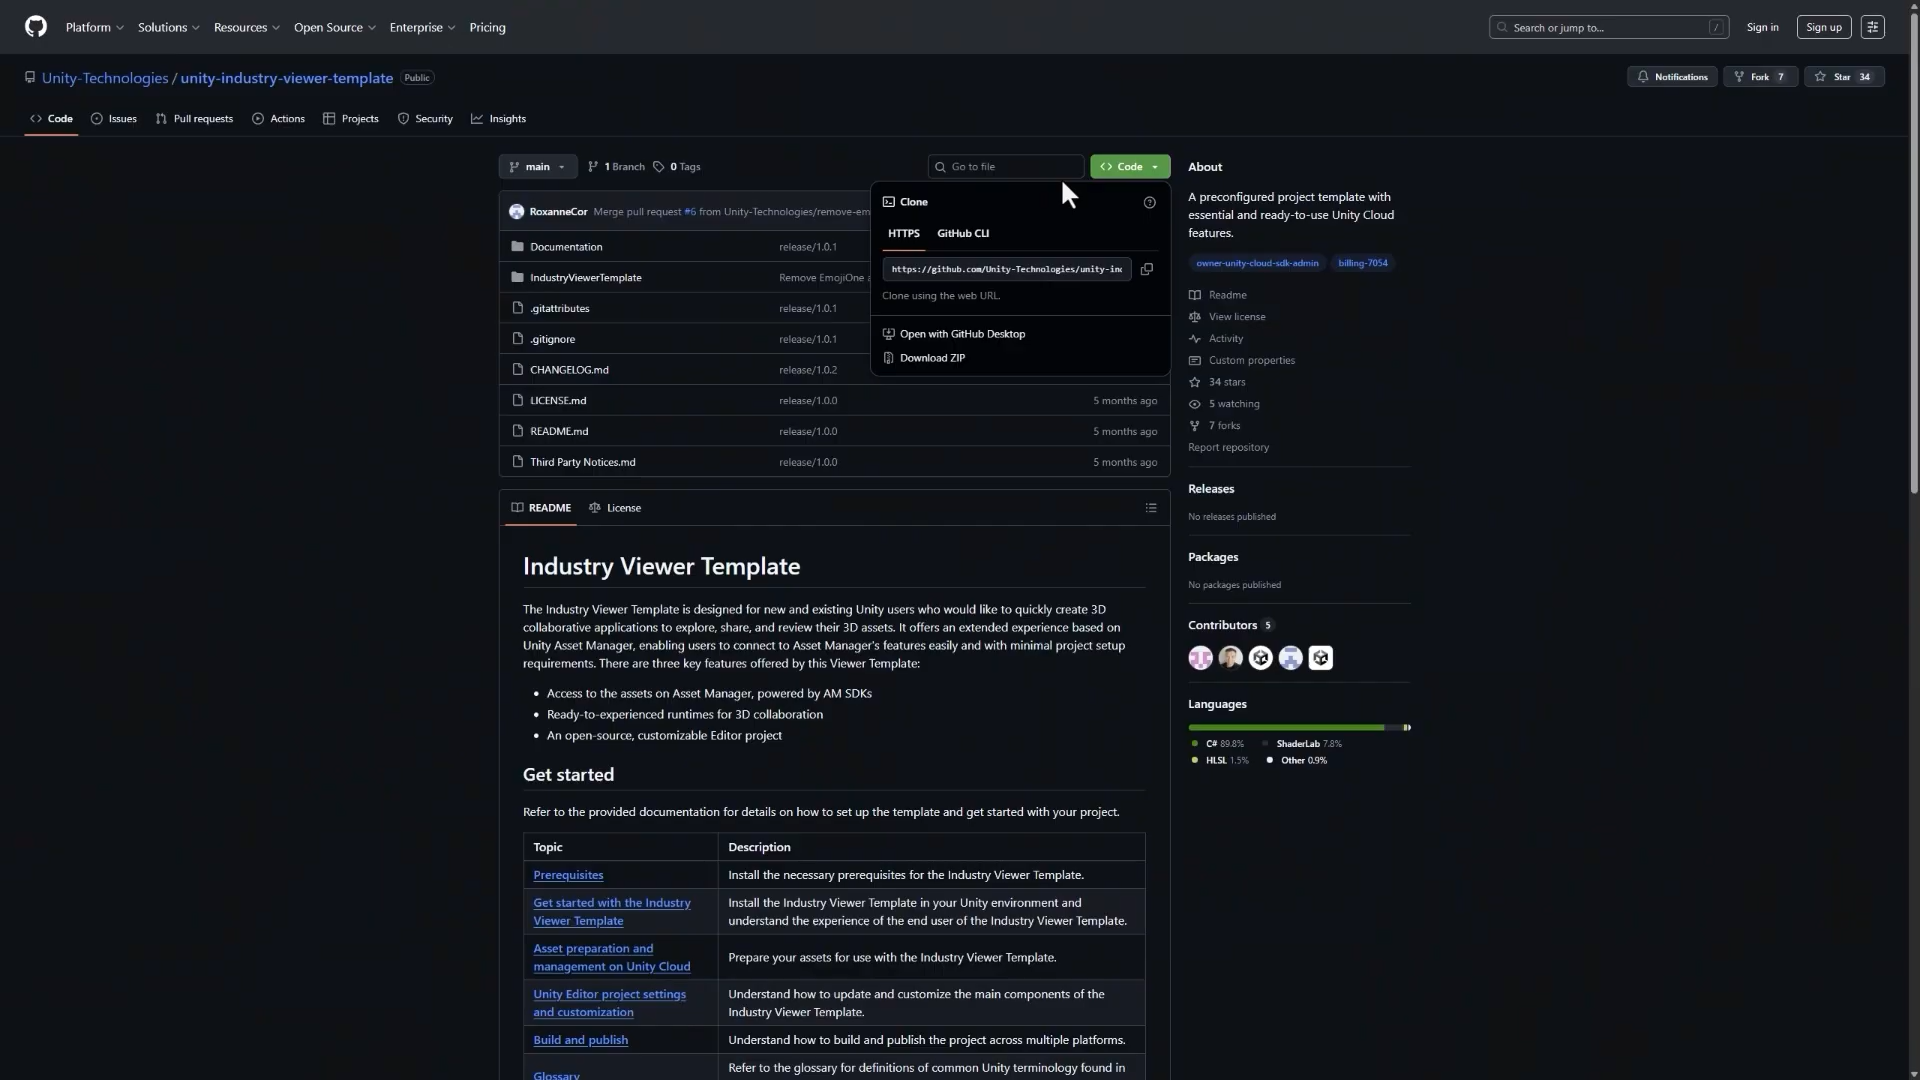 Platform Solutions Resources Open Source Enterprise Pricing
Search or jump to... / Sign in Sign up
Unity-Technologies / unity-industry-viewer-template Public
Notifications Fork 7 Star 34
Code Issues Pull requests Actions Projects Security Insights
main 1 Branch 0 Tags
Go to file
Code
RoxanneCor Merge pull request #6 from Unity-Technologies/remove-em
Documentation release/1.0.1
IndustryViewerTemplate Remove EmojiOne a
.gitattributes release/1.0.1
.gitignore release/1.0.1
CHANGELOG.md release/1.0.2
LICENSE.md release/1.0.0 5 months ago
README.md release/1.0.0 5 months ago
Third Party Notices.md release/1.0.0 5 months ago
Clone
HTTPS GitHub CLI
https://github.com/Unity-Technologies/unity-in
Clone using the web URL.
Open with GitHub Desktop
Download ZIP
README License
Industry Viewer Template
The Industry Viewer Template is designed for new and existing Unity users who would like to quickly create 3D
collaborative applications to explore, share, and review their 3D assets. It offers an extended experience based on
Unity Asset Manager, enabling users to connect to Asset Manager's features easily and with minimal project setup
requirements. There are three key features offered by this Viewer Template:
• Access to the assets on Asset Manager, powered by AM SDKs
• Ready-to-experienced runtimes for 3D collaboration
• An open-source, customizable Editor project
Get started
Refer to the provided documentation for details on how to set up the template and get started with your project.
Topic Description
Prerequisites Install the necessary prerequisites for the Industry Viewer Template.
Get started with the Industry
Viewer Template
Install the Industry Viewer Template in your Unity environment and
understand the experience of the end user of the Industry Viewer Template.
Asset preparation and
management on Unity Cloud
Prepare your assets for use with the Industry Viewer Template.
Unity Editor project settings
and customization
Understand how to update and customize the main components of the
Industry Viewer Template.
Build and publish Understand how to build and publish the project across multiple platforms.
Glossary
Refer to the glossary for definitions of common Unity terminology found in
About
A preconfigured project template with
essential and ready-to-use Unity Cloud
features.
owner-unity-cloud-sdk-admin billing-7054
Readme
View license
Activity
Custom properties
34 stars
5 watching
7 forks
Report repository
Releases
No releases published
Packages
No packages published
Contributors 5
Languages
C# 89.8% ShaderLab 7.8%
HLSL 1.5% Other 0.9%